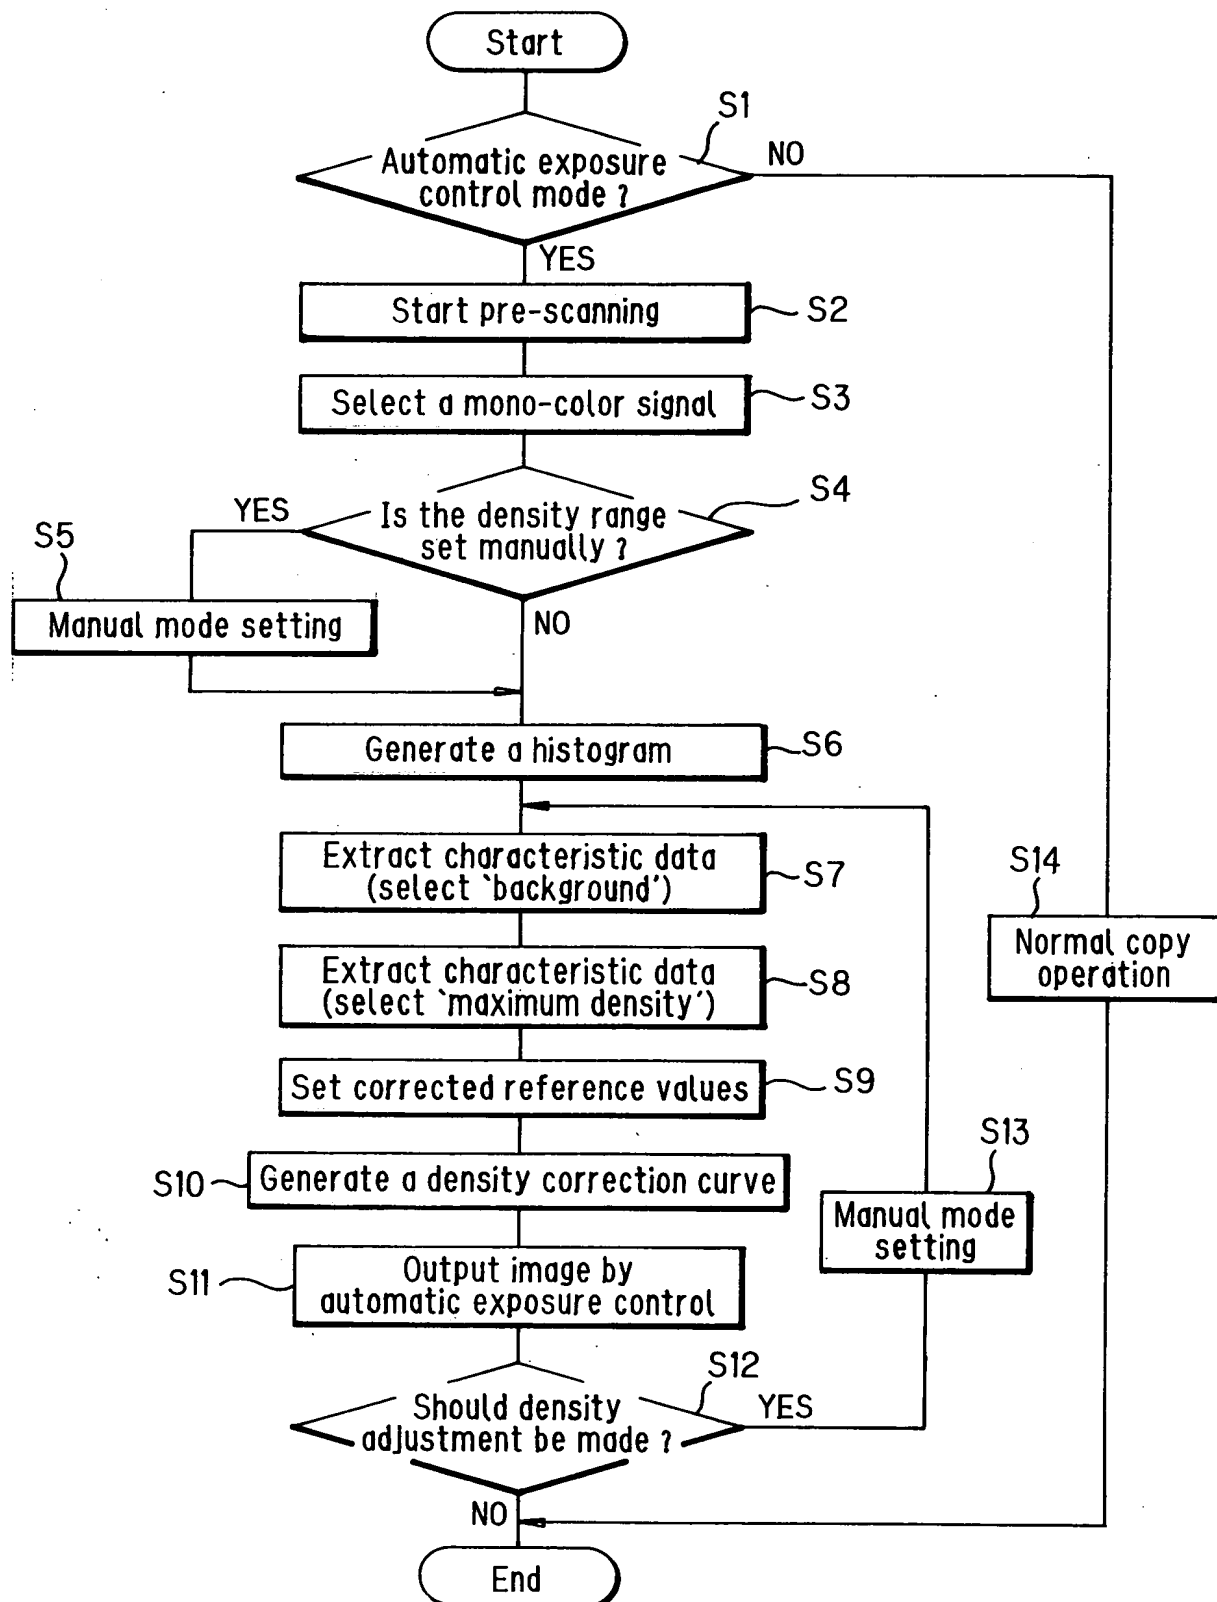 Start
S1
Automatic exposure
control mode ?
NO
YES
Start pre-scanning
S2
Select a mono-color signal
S3
S4
Is the density range
set manually ?
YES
S5
Manual mode setting
NO
Generate a histogram
S6
Extract characteristic data
(select 'background')
S7
Extract characteristic data
(select 'maximum density')
S8
S14
Normal copy
operation
Set corrected reference values
S9
S10
Generate a density correction curve
S13
Manual mode
setting
S11
Output image by
automatic exposure control
S12
Should density
adjustment be made ?
YES
NO
End